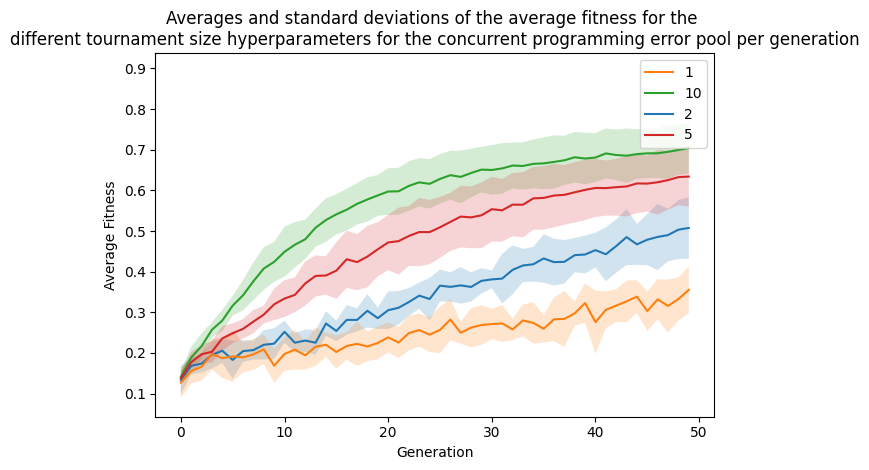 Averages and standard deviations of the average fitness for the
different tournament size hyperparameters for the concurrent programming error pool per generation
0.9
0.8
0.7
0.6
0.5
0.4
0.3
0.2
0.1
Average Fitness
1
10
2
5
0 10 20 30 40 50
Generation